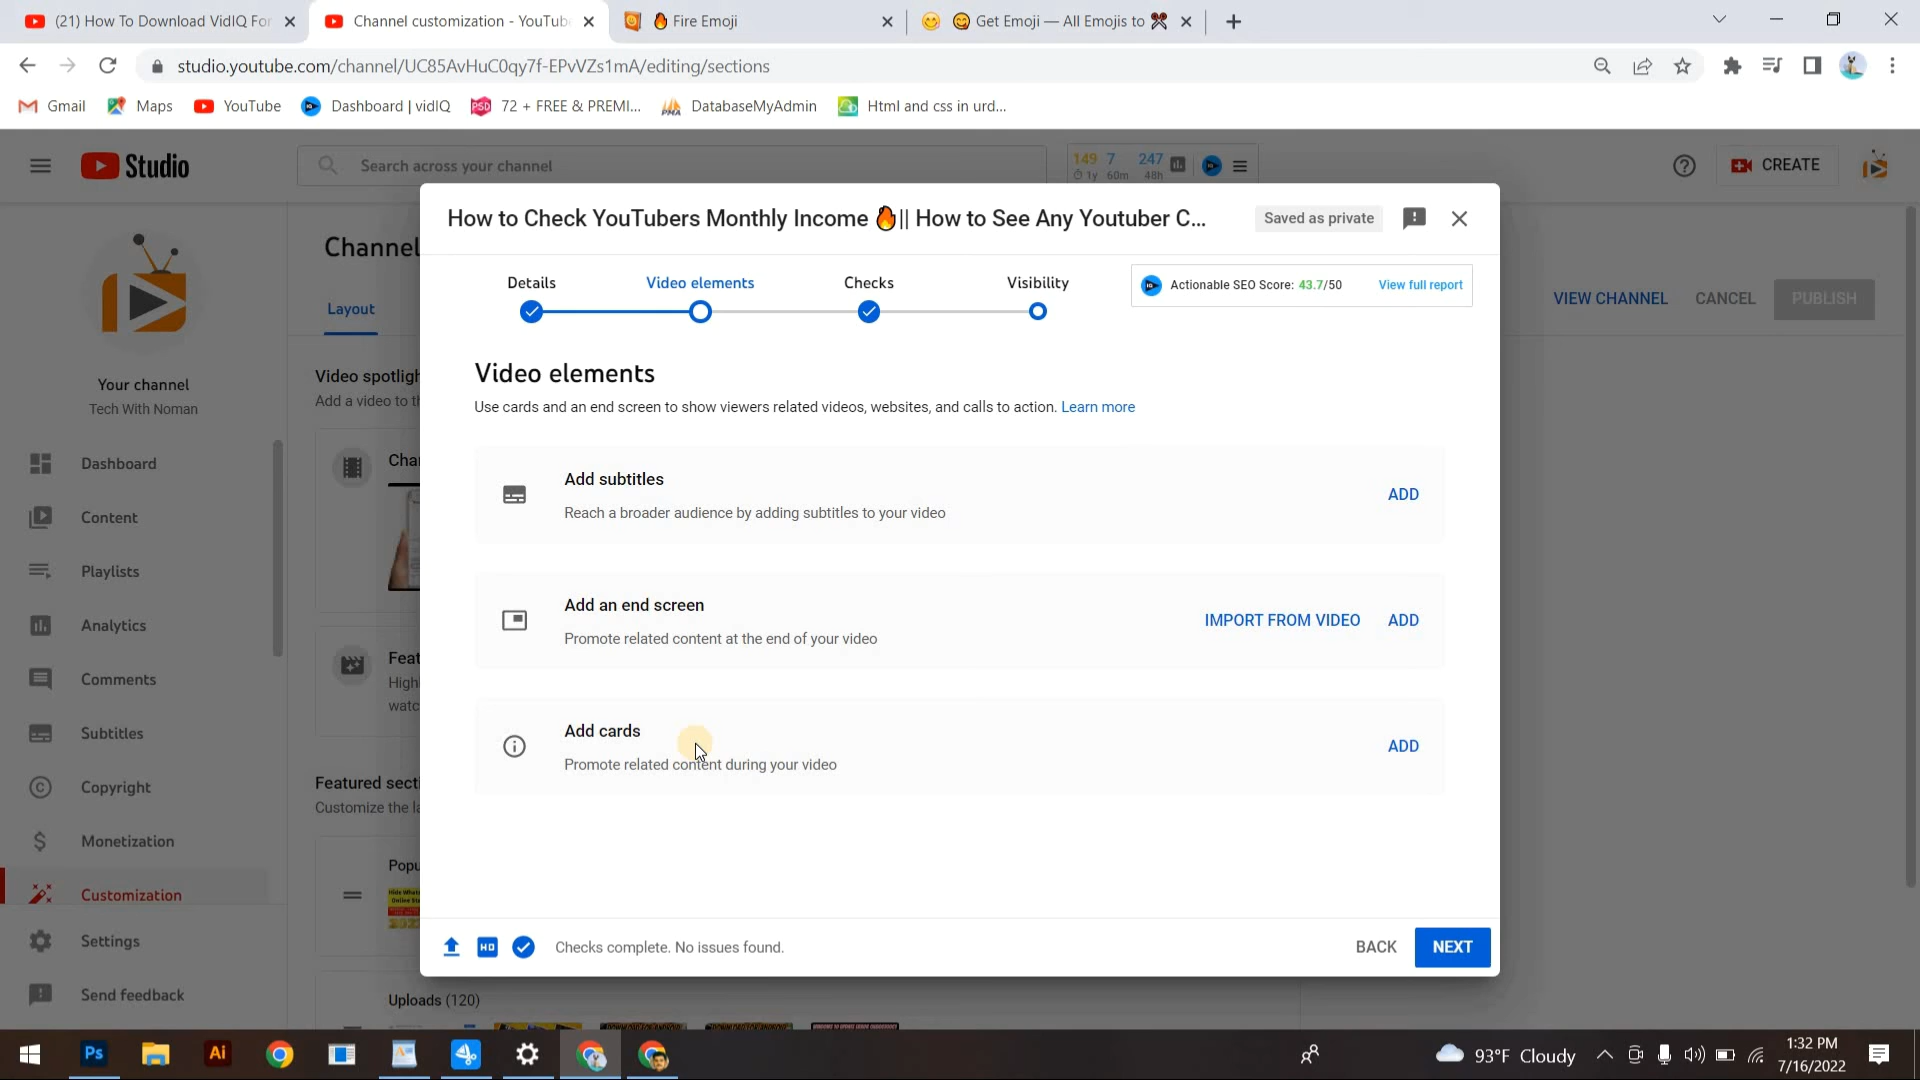 (21) How To Download VidIQ For
Channel customization - YouTub
🔥 Fire Emoji
😋 Get Emoji — All Emojis to ✂
studio.youtube.com/channel/UC85AvHuC0qy7f-EPvVZs1mA/editing/sections
Gmail
Maps
YouTube
Dashboard | vidIQ
72 + FREE & PREMI...
DatabaseMyAdmin
Html and css in urd...
Studio
Search across your channel
149 7 247
1y 60m 48h
CREATE
How to Check YouTubers Monthly Income 🔥|| How to See Any Youtuber C...
Saved as private
Channel
Details
Video elements
Checks
Visibility
Actionable SEO Score: 43.7/50
View full report
Layout
VIEW CHANNEL
CANCEL
PUBLISH
Your channel
Tech With Noman
Video spotligh
Add a video to th
Video elements
Use cards and an end screen to show viewers related videos, websites, and calls to action. Learn more
Dashboard
Content
Playlists
Analytics
Comments
Subtitles
Copyright
Monetization
Customization
Settings
Send feedback
Chan
Add subtitles
Reach a broader audience by adding subtitles to your video
ADD
Add an end screen
Promote related content at the end of your video
IMPORT FROM VIDEO
ADD
Feat
High
watc
Add cards
Promote related content during your video
ADD
Featured sect
Customize the la
Popu
Uploads (120)
HD
Checks complete. No issues found.
BACK
NEXT
Ps
Ai
93°F Cloudy
1:32 PM
7/16/2022